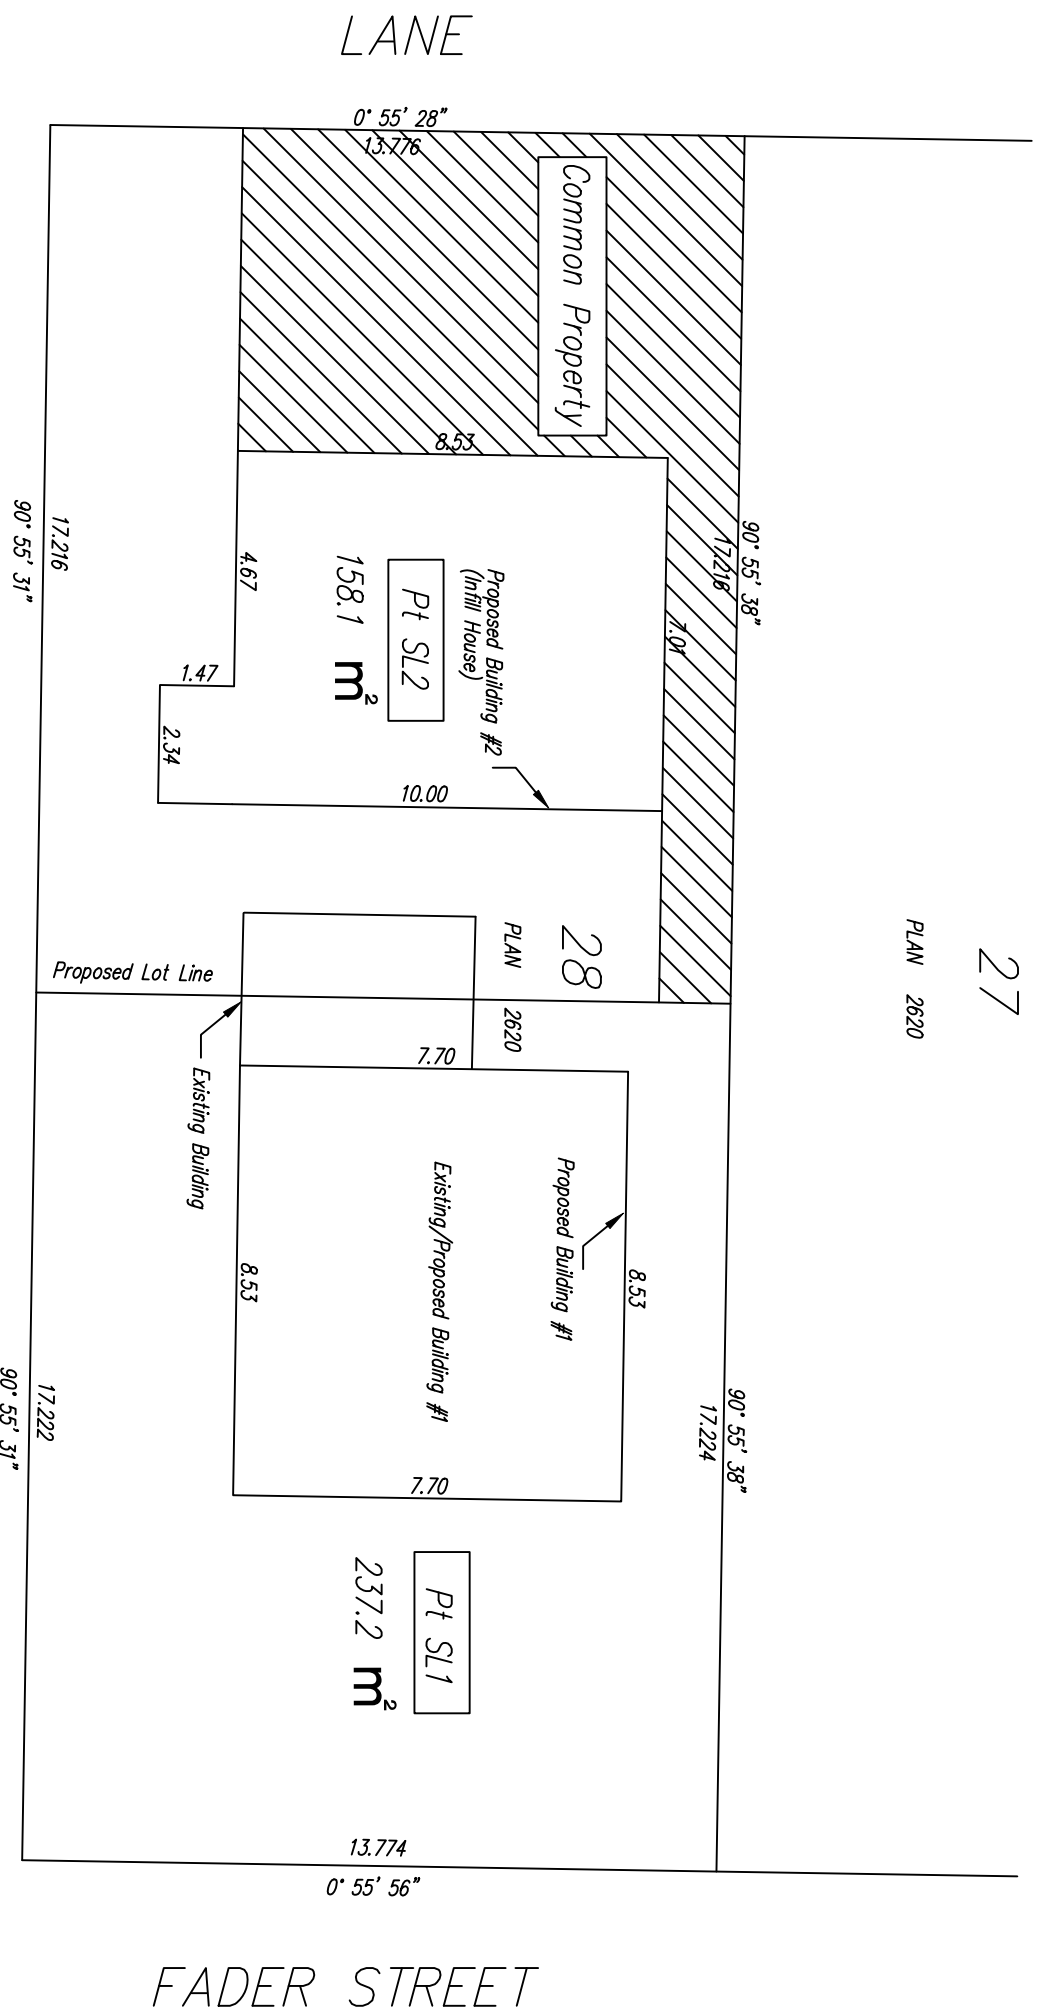 LANE
0° 55' 28"
13.776
Common Property
8.53
90° 55' 38"
17.216
17.216
90° 55' 31"
4.67
7.01
Proposed Building #2
(Infill House)
Pt SL2
158.1 m²
1.47
2.34
10.00
27
PLAN 2620
28
PLAN 2620
Proposed Lot Line
7.70
Existing Building
Proposed Building #1
Existing/Proposed Building #1
8.53
8.53
90° 55' 38"
17.224
17.222
90° 55' 31"
7.70
Pt SL1
237.2 m²
13.774
0° 55' 56"
FADER STREET